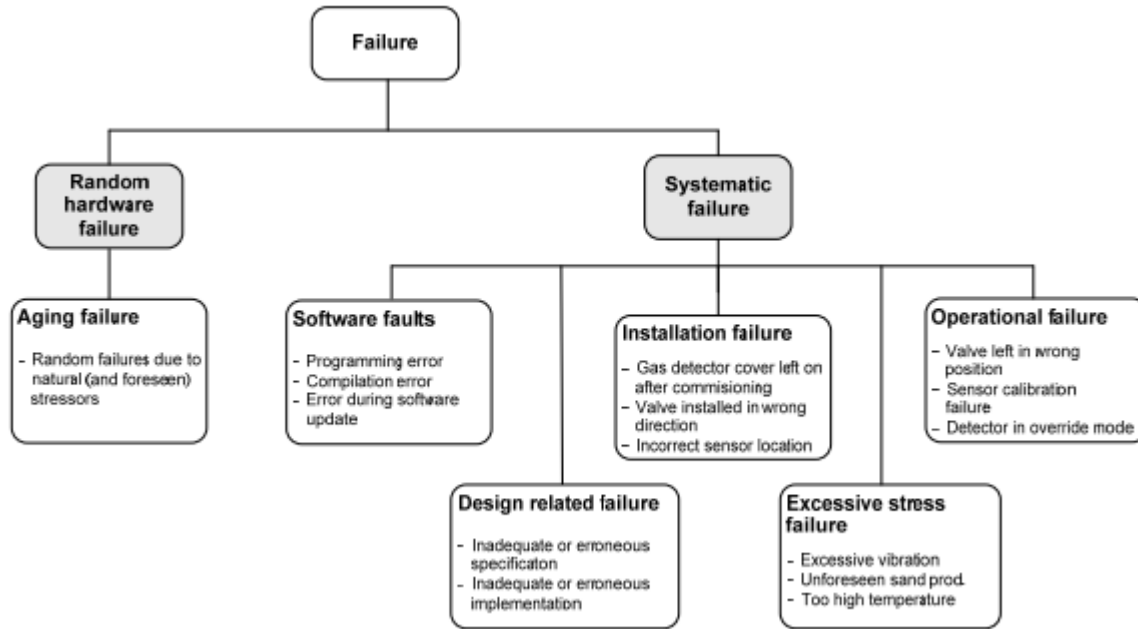 Failure
Random
hardware
failure
Systematic
failure
Aging failure
- Random failures due to
natural (and foreseen)
stressors
Software faults
- Programming error
- Compilation error
- Error during software
update
Installation failure
- Gas detector cover left on
after commisioning
- Valve installed in wrong
direction
- Incorrect sensor location
Operational failure
- Valve left in wrong
position
- Sensor calibration
failure
- Detector in override mode
Design related failure
- Inadequate or erroneous
specificaton
- Inadequate or erroneous
implementation
Excessive stress
failure
- Excessive vibration
- Unforeseen sand prod.
- Too high temperature